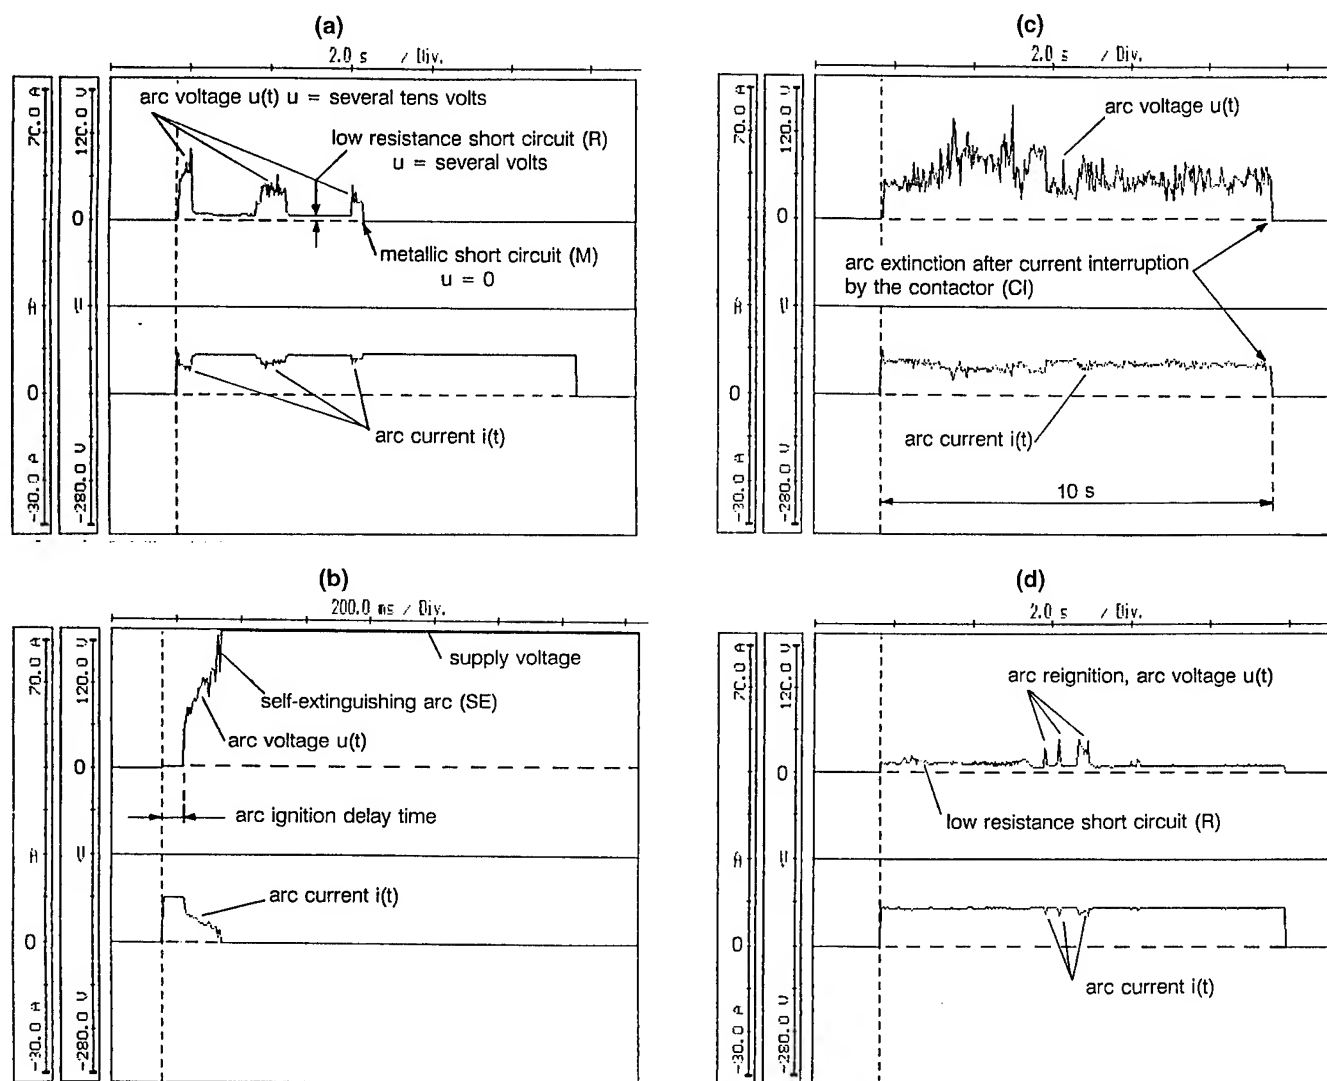 (a)
2.0 s / Div.
70.0 A
120.0 V
arc voltage u(t) u = several tens volts
low resistance short circuit (R)
u = several volts
0
metallic short circuit (M)
u = 0
A
V
0
arc current i(t)
-30.0 A
-280.0 V
(c)
2.0 s / Div.
70.0 A
120.0 V
arc voltage u(t)
0
arc extinction after current interruption
by the contactor (CI)
A
V
0
arc current i(t)
10 s
-30.0 A
-280.0 V
(b)
200.0 ms / Div.
70.0 A
120.0 V
supply voltage
self-extinguishing arc (SE)
arc voltage u(t)
0
arc ignition delay time
A
V
arc current i(t)
0
-30.0 A
-280.0 V
(d)
2.0 s / Div.
70.0 A
120.0 V
arc reignition, arc voltage u(t)
0
low resistance short circuit (R)
A
V
0
arc current i(t)
-30.0 A
-280.0 V